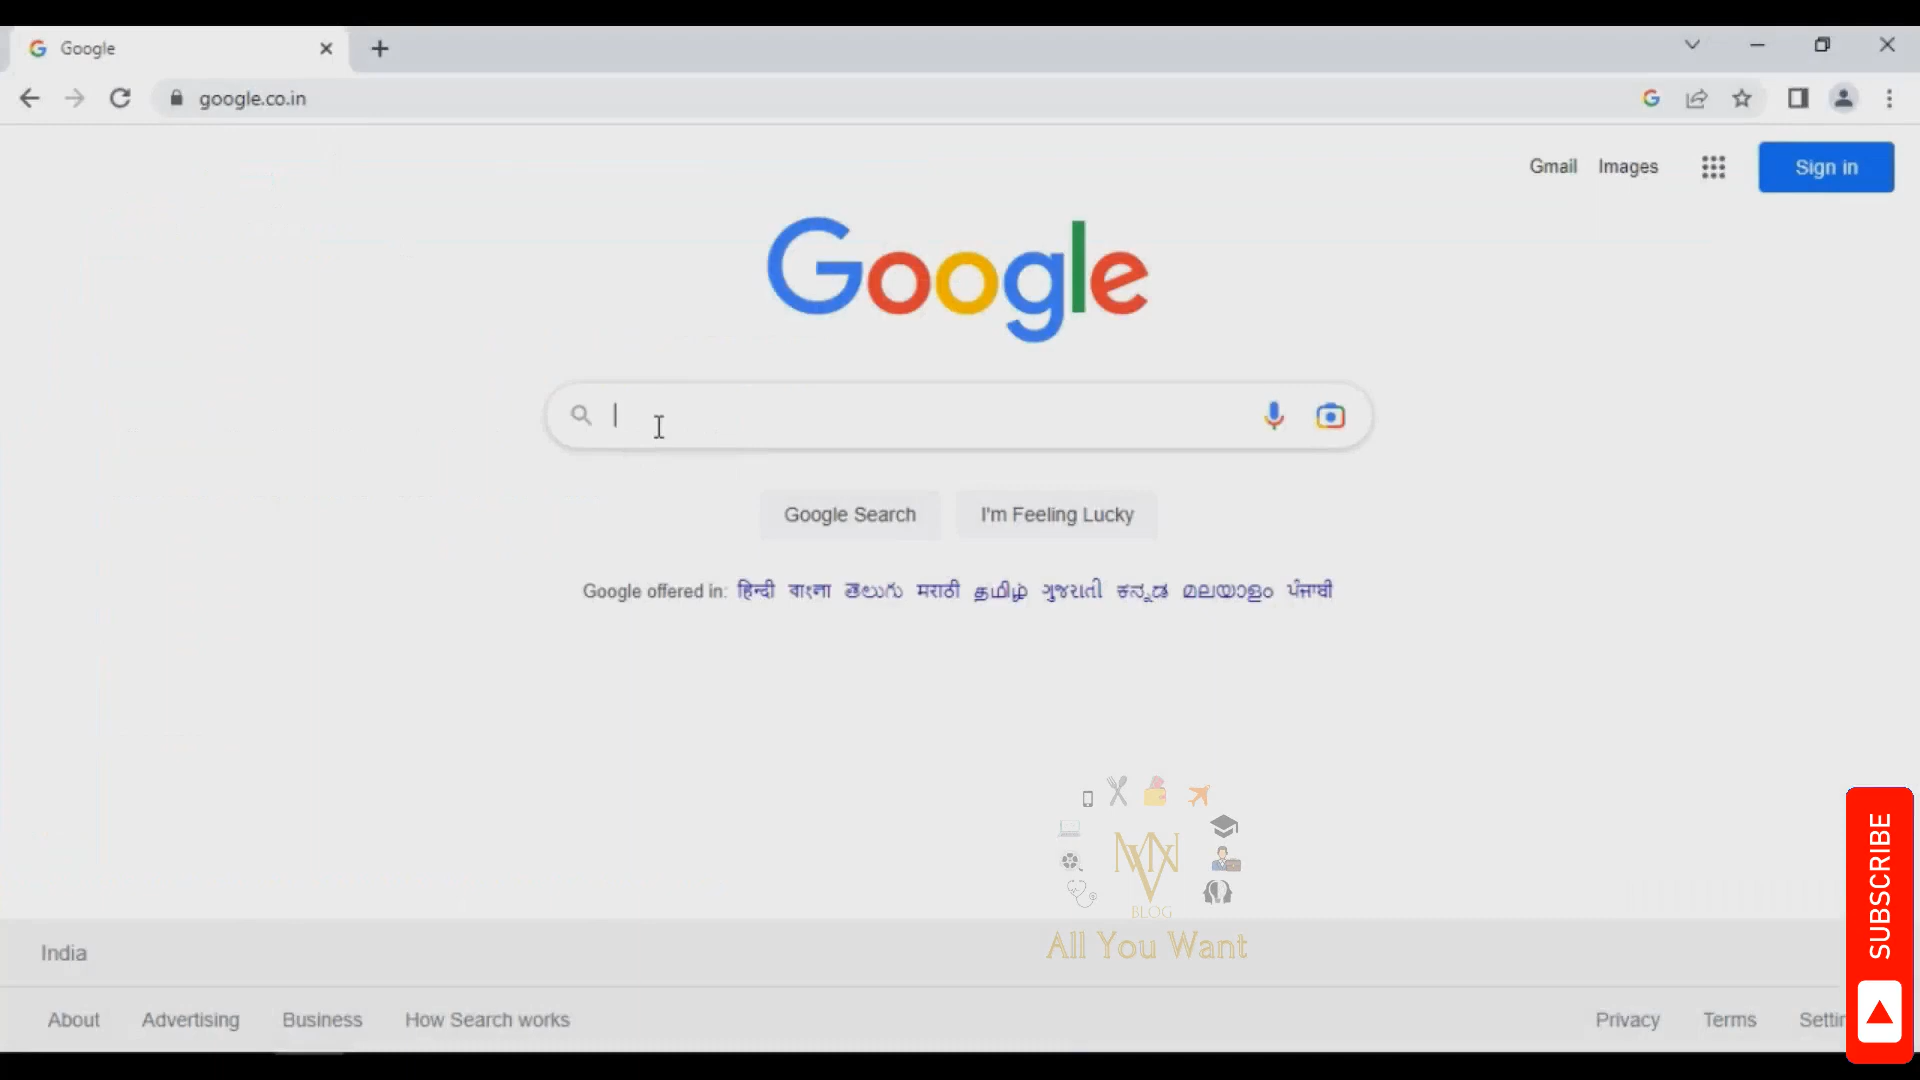 Google
google.co.in
Gmail Images Sign in
Google
Google Search I'm Feeling Lucky
Google offered in: हिन्दी বাংলা తెలుగు मराठी தமிழ் ગુજરાતી ಕನ್ನಡ മലയാളം ਪੰਜਾਬੀ
MVN
BLOG
All You Want
SUBSCRIBE
India
About Advertising Business How Search works Privacy Terms